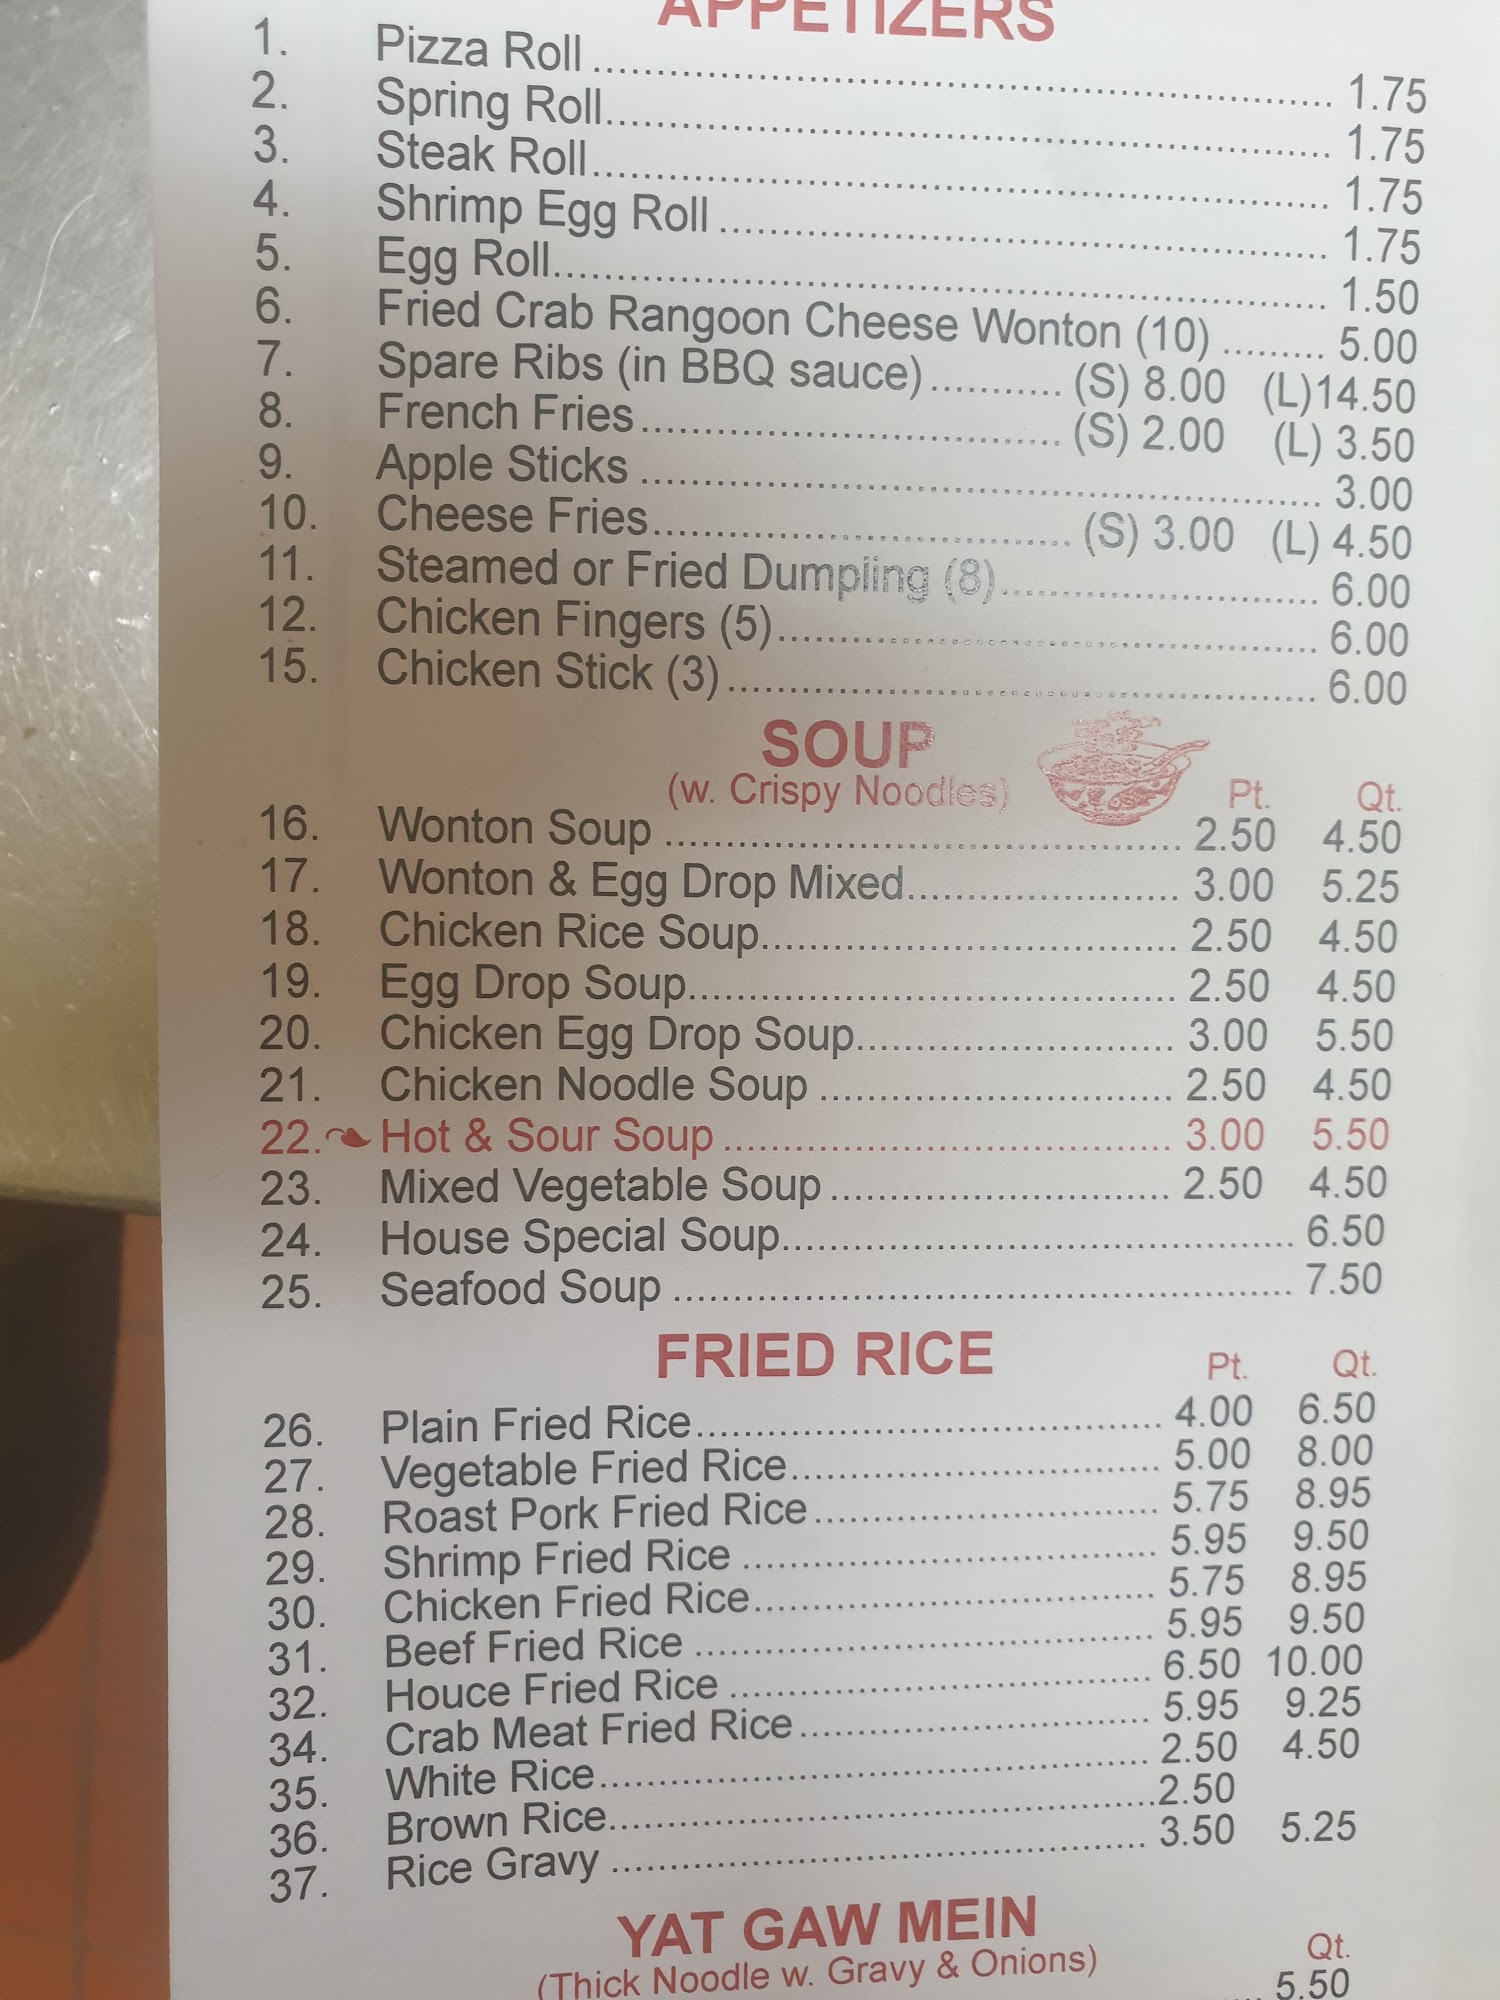 APPETIZERS
1. Pizza Roll 1.75
2. Spring Roll 1.75
3. Steak Roll 1.75
4. Shrimp Egg Roll 1.75
5. Egg Roll 1.50
6. Fried Crab Rangoon Cheese Wonton (10) 5.00
7. Spare Ribs (in BBQ sauce) (S) 8.00 (L)14.50
8. French Fries (S) 2.00 (L) 3.50
9. Apple Sticks 3.00
10. Cheese Fries (S) 3.00 (L) 4.50
11. Steamed or Fried Dumpling (8) 6.00
12. Chicken Fingers (5) 6.00
15. Chicken Stick (3) 6.00
SOUP
(w. Crispy Noodles) Pt. Qt.
16. Wonton Soup 2.50 4.50
17. Wonton & Egg Drop Mixed 3.00 5.25
18. Chicken Rice Soup 2.50 4.50
19. Egg Drop Soup 2.50 4.50
20. Chicken Egg Drop Soup 3.00 5.50
21. Chicken Noodle Soup 2.50 4.50
22. Hot & Sour Soup 3.00 5.50
23. Mixed Vegetable Soup 2.50 4.50
24. House Special Soup 6.50
25. Seafood Soup 7.50
FRIED RICE Pt. Qt.
26. Plain Fried Rice 4.00 6.50
27. Vegetable Fried Rice 5.00 8.00
28. Roast Pork Fried Rice 5.75 8.95
29. Shrimp Fried Rice 5.95 9.50
30. Chicken Fried Rice 5.75 8.95
31. Beef Fried Rice 5.95 9.50
32. Houce Fried Rice 6.50 10.00
34. Crab Meat Fried Rice 5.95 9.25
35. White Rice 2.50 4.50
36. Brown Rice 2.50
37. Rice Gravy 3.50 5.25
YAT GAW MEIN
(Thick Noodle w. Gravy & Onions) Qt.
5.50